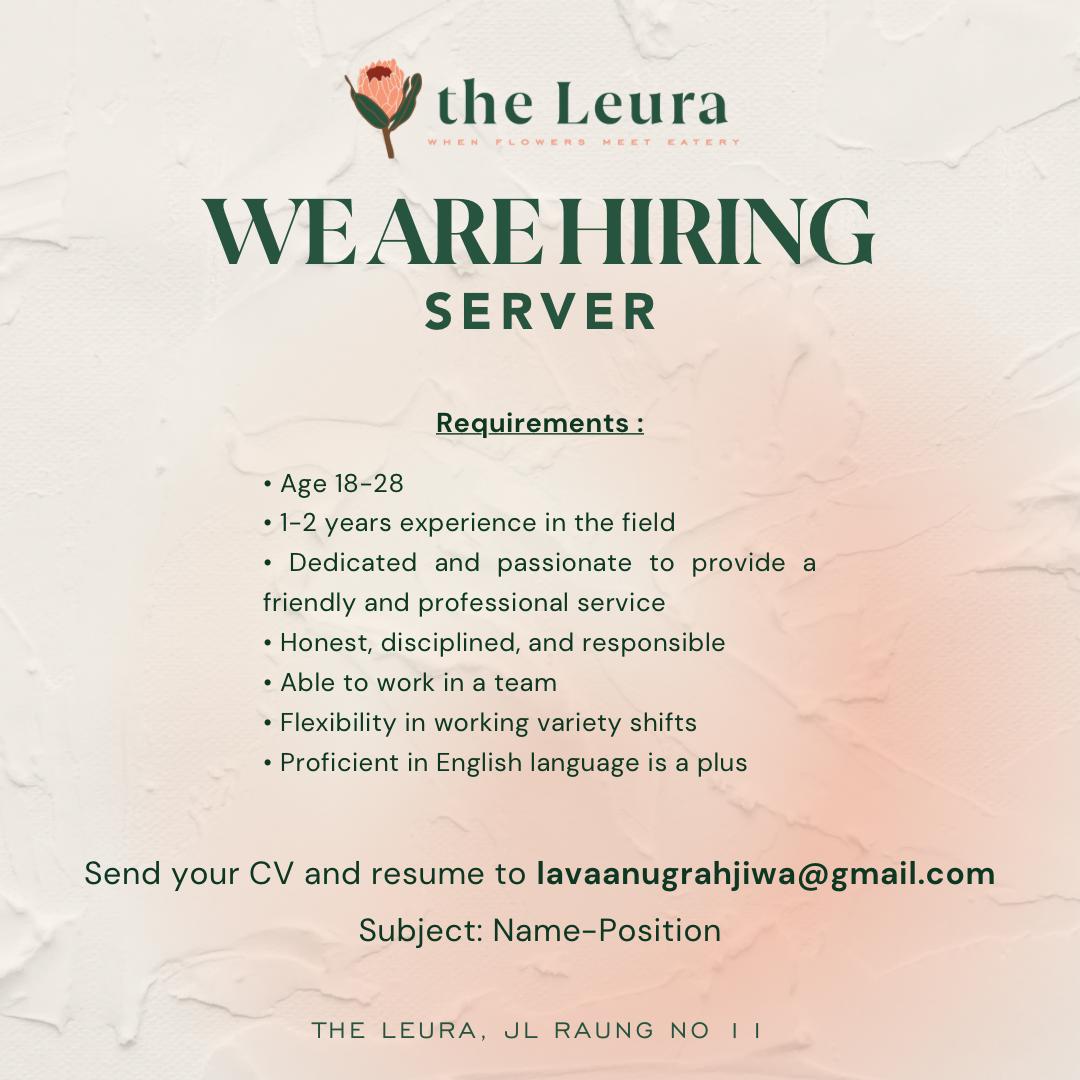 the Leura
WHEN FLOWERS MEET EATERY
WE ARE HIRING
SERVER
Requirements :
• Age 18-28
• 1-2 years experience in the field
• Dedicated and passionate to provide a
friendly and professional service
• Honest, disciplined, and responsible
• Able to work in a team
• Flexibility in working variety shifts
• Proficient in English language is a plus
Send your CV and resume to lavaanugrahjiwa@gmail.com
Subject: Name-Position
THE LEURA, JL RAUNG NO 11